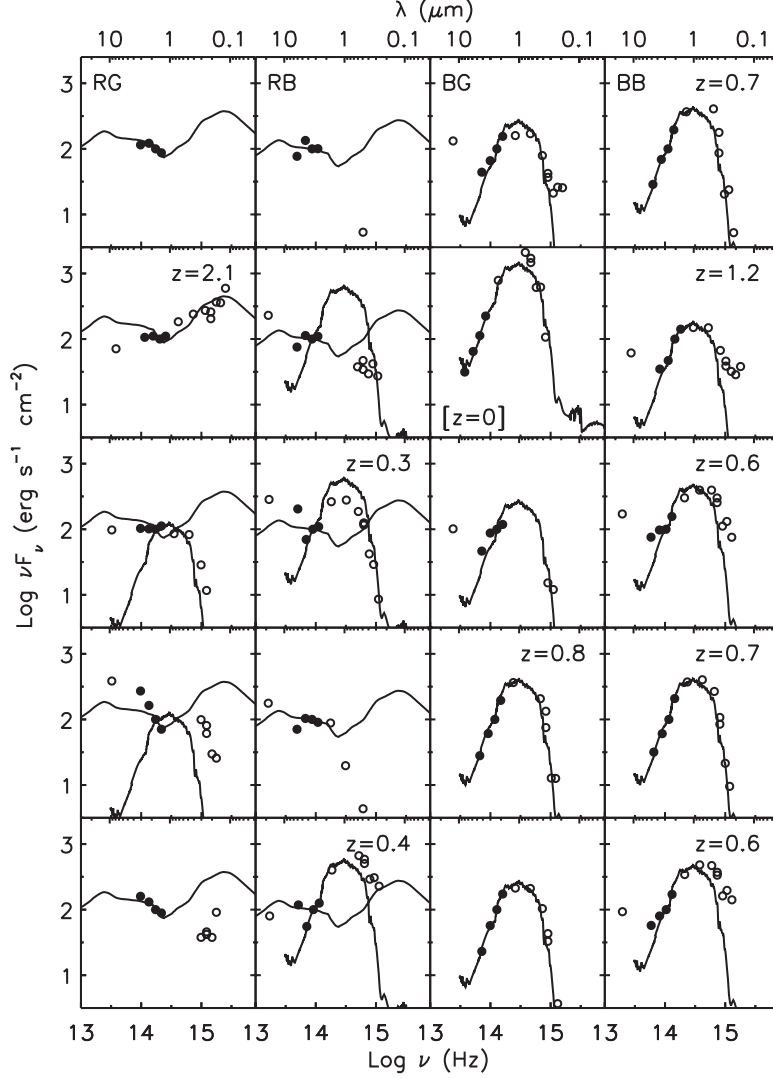 λ (μm)
10 1 0.1 10 1 0.1 10 1 0.1 10 1 0.1
RG RB BG BB z=0.7
3
2
1
z=2.1 [z=0] z=1.2
3
2
1
z=0.3 z=0.6
3
2
1
z=0.8 z=0.7
3
2
1
z=0.4 z=0.6
3
2
1
Log νFν (erg s−1 cm−2)
13 14 15 13 14 15 13 14 15 13 14 15
Log ν (Hz)